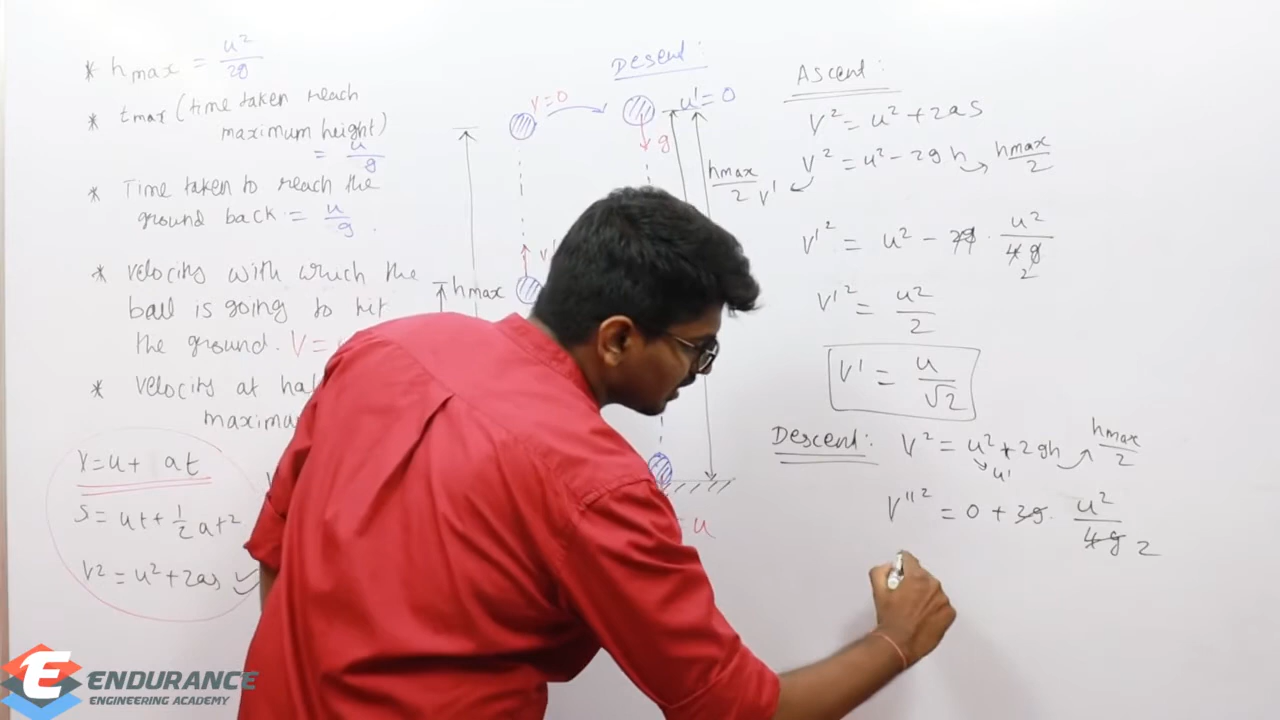 * hmax = u²/2g
* tmax (time taken reach
maximum height)
= u/g
* Time taken to reach the
ground back = u/g.
* velocity with which the
ball is going to hit
the ground. V =
* velocity at
maxima
V = u + at
S = ut + 1/2 at²
V² = u² + 2as ✓
Descent:
V = 0
u' = 0
g
hmax/2
V'
hmax
= u
Ascent:
V² = u² + 2as
V² = u² - 2gh → hmax/2
V'
V'² = u² - 2g · u²/4g
2
V'² = u²/2
V' = u/√2
Descent: V² = u² + 2gh → hmax/2
u'
V''² = 0 + 2g · u²/4g 2
E ENDURANCE
ENGINEERING ACADEMY